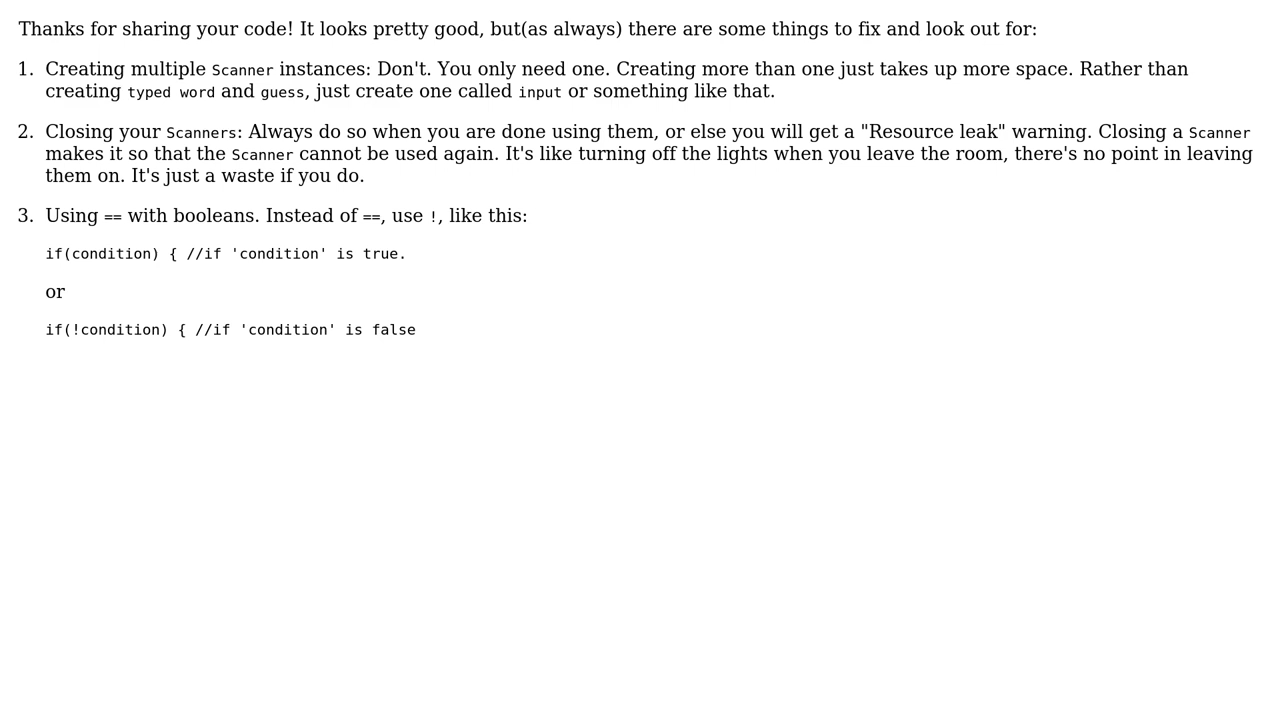 Thanks for sharing your code! It looks pretty good, but(as always) there are some things to fix and look out for:
1. Creating multiple Scanner instances: Don't. You only need one. Creating more than one just takes up more space. Rather than
creating typed word and guess, just create one called input or something like that.
2. Closing your Scanners: Always do so when you are done using them, or else you will get a "Resource leak" warning. Closing a Scanner
makes it so that the Scanner cannot be used again. It's like turning off the lights when you leave the room, there's no point in leaving
them on. It's just a waste if you do.
3. Using == with booleans. Instead of ==, use !, like this:
if(condition) { //if 'condition' is true.
or
if(!condition) { //if 'condition' is false